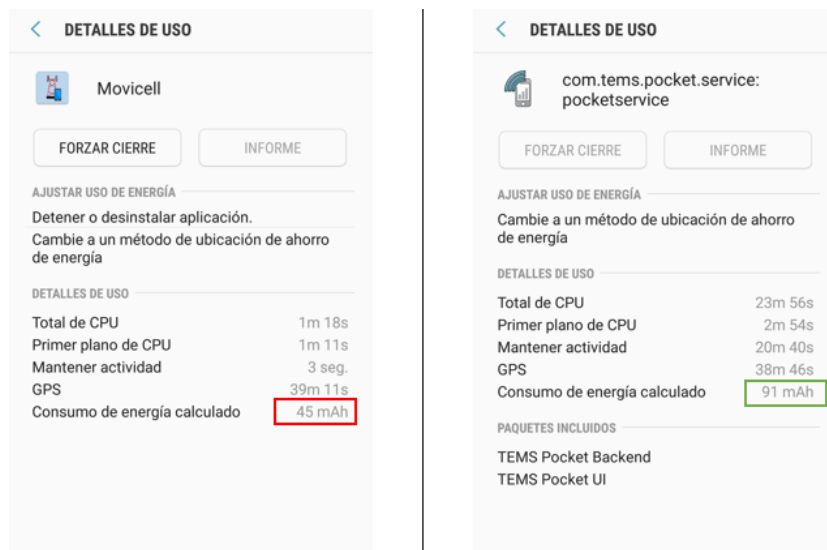 DETALLES DE USO
Movicell
FORZAR CIERRE
INFORME
AJUSTAR USO DE ENERGÍA
Detener o desinstalar aplicación.
Cambie a un método de ubicación de ahorro
de energía
DETALLES DE USO
Total de CPU 1m 18s
Primer plano de CPU 1m 11s
Mantener actividad 3 seg.
GPS 39m 11s
Consumo de energía calculado 45 mAh
DETALLES DE USO
com.tems.pocket.service:
pocketservice
FORZAR CIERRE
INFORME
AJUSTAR USO DE ENERGÍA
Cambie a un método de ubicación de ahorro
de energía
DETALLES DE USO
Total de CPU 23m 56s
Primer plano de CPU 2m 54s
Mantener actividad 20m 40s
GPS 38m 46s
Consumo de energía calculado 91 mAh
PAQUETES INCLUIDOS
TEMS Pocket Backend
TEMS Pocket UI